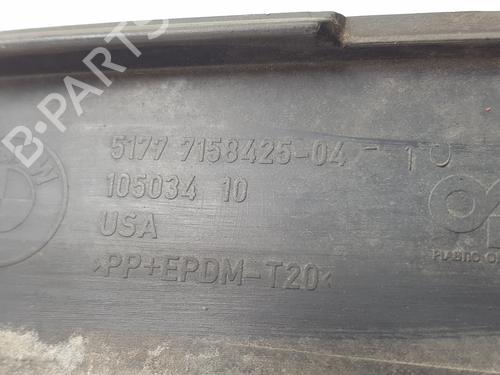 B-PARTS
5177 7158425-04
105034 10
USA
>PP+EPDM-T20<